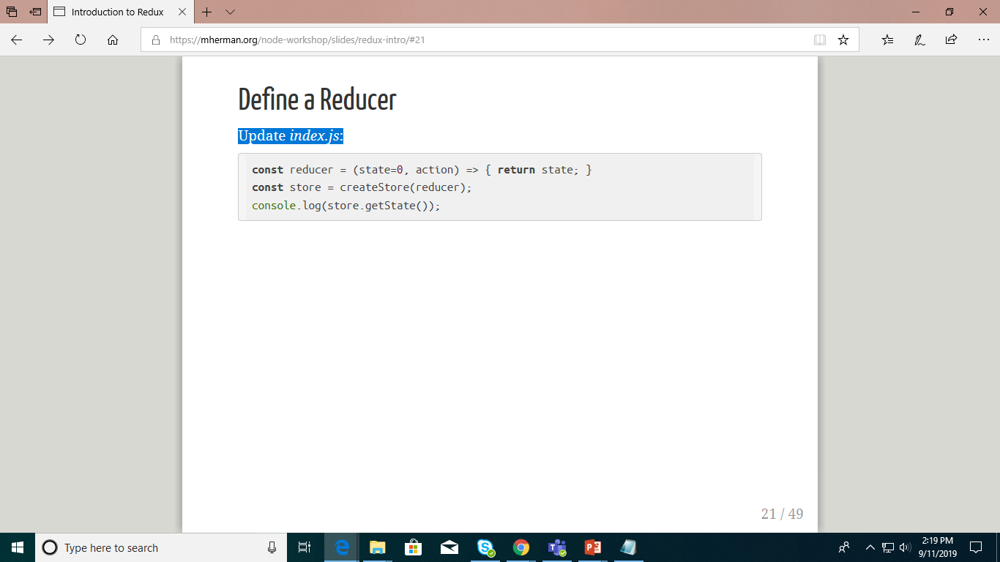 Introduction to Redux
https://mherman.org/node-workshop/slides/redux-intro/#21
Define a Reducer
Update index.js:
const reducer = (state=0, action) => { return state; }
const store = createStore(reducer);
console.log(store.getState());
21 / 49
Type here to search
2:19 PM
9/11/2019